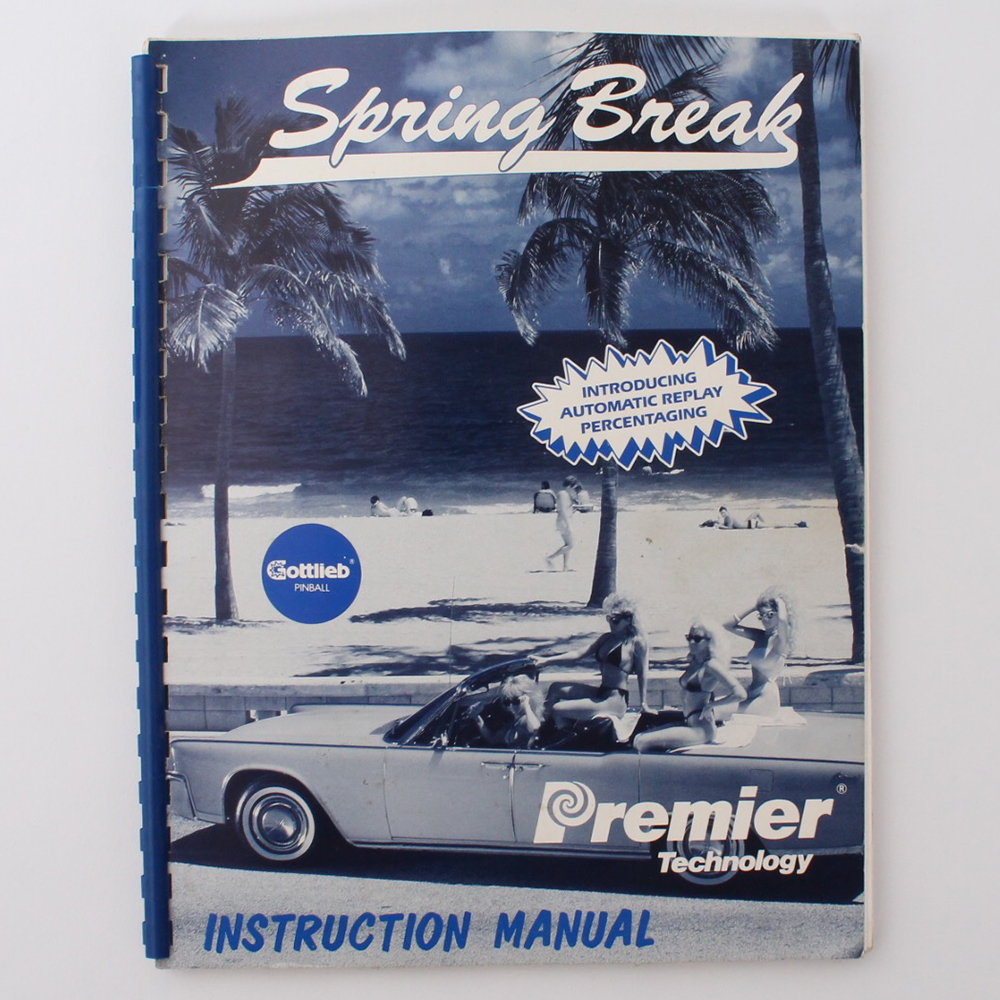 Spring Break
INTRODUCING
AUTOMATIC REPLAY
PERCENTAGING
Gottlieb®
PINBALL
Premier®
Technology
INSTRUCTION MANUAL